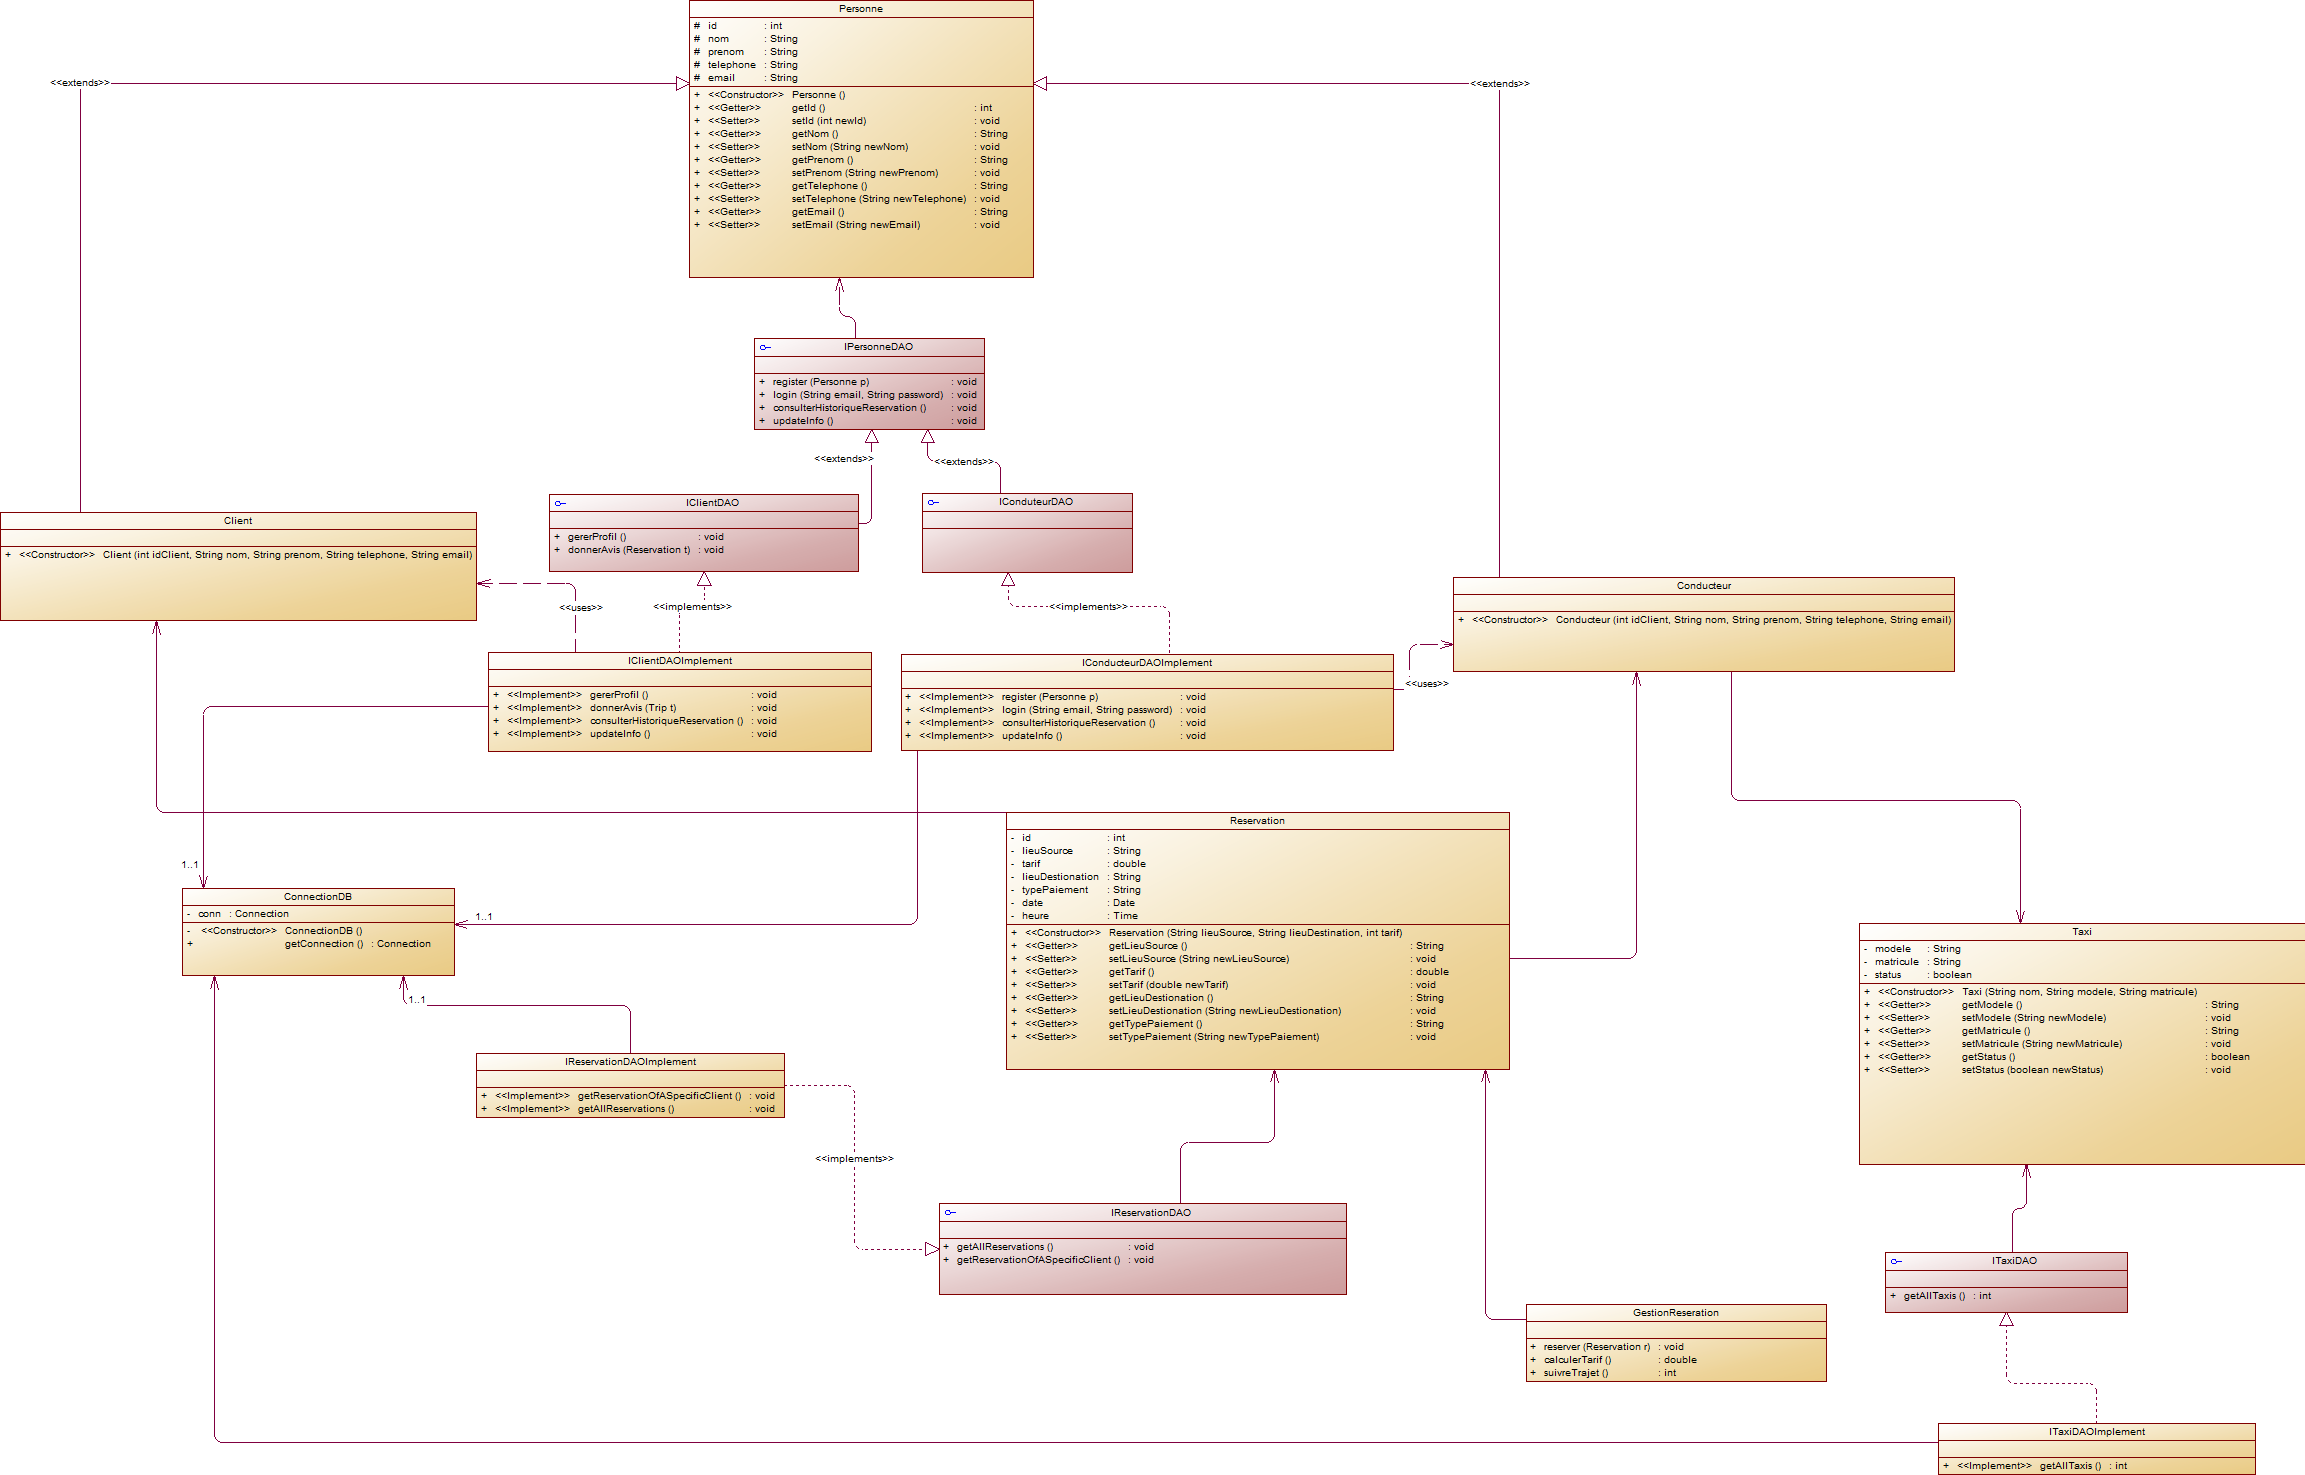 Personne
# id : int
# nom : String
# prenom : String
# telephone : String
# email : String
+ <<Constructor>> Personne ()
+ <<Getter>> getId () : int
+ <<Setter>> setId (int newId) : void
+ <<Getter>> getNom () : String
+ <<Setter>> setNom (String newNom) : void
+ <<Getter>> getPrenom () : String
+ <<Setter>> setPrenom (String newPrenom) : void
+ <<Getter>> getTelephone () : String
+ <<Setter>> setTelephone (String newTelephone) : void
+ <<Getter>> getEmail () : String
+ <<Setter>> setEmail (String newEmail) : void
<<extends>>
<<extends>>
IPersonneDAO
+ register (Personne p) : void
+ login (String email, String password) : void
+ consulterHistoriqueReservation () : void
+ updateInfo () : void
<<extends>>
<<extends>>
IClientDAO
+ gererProfil () : void
+ donnerAvis (Reservation t) : void
IConduteurDAO
Client
+ <<Constructor>> Client (int idClient, String nom, String prenom, String telephone, String email)
<<uses>>
<<implements>>
<<implements>>
Conducteur
+ <<Constructor>> Conducteur (int idClient, String nom, String prenom, String telephone, String email)
IClientDAOImplement
+ <<Implement>> gererProfil () : void
+ <<Implement>> donnerAvis (Trip t) : void
+ <<Implement>> consulterHistoriqueReservation () : void
+ <<Implement>> updateInfo () : void
IConducteurDAOImplement
+ <<Implement>> register (Personne p) : void
+ <<Implement>> login (String email, String password) : void
+ <<Implement>> consulterHistoriqueReservation () : void
+ <<Implement>> updateInfo () : void
<<uses>>
Reservation
- id : int
- lieuSource : String
- tarif : double
- lieuDestionation : String
- typePaiement : String
- date : Date
- heure : Time
+ <<Constructor>> Reservation (String lieuSource, String lieuDestination, int tarif)
+ <<Getter>> getLieuSource () : String
+ <<Setter>> setLieuSource (String newLieuSource) : void
+ <<Getter>> getTarif () : double
+ <<Setter>> setTarif (double newTarif) : void
+ <<Getter>> getLieuDestionation () : String
+ <<Setter>> setLieuDestionation (String newLieuDestionation) : void
+ <<Getter>> getTypePaiement () : String
+ <<Setter>> setTypePaiement (String newTypePaiement) : void
1..1
ConnectionDB
- conn : Connection
- <<Constructor>> ConnectionDB ()
+ getConnection () : Connection
1..1
1..1
Taxi
- modele : String
- matricule : String
- status : boolean
+ <<Constructor>> Taxi (String nom, String modele, String matricule)
+ <<Getter>> getModele () : String
+ <<Setter>> setModele (String newModele) : void
+ <<Getter>> getMatricule () : String
+ <<Setter>> setMatricule (String newMatricule) : void
+ <<Getter>> getStatus () : boolean
+ <<Setter>> setStatus (boolean newStatus) : void
IReservationDAOImplement
+ <<Implement>> getReservationOfASpecificClient () : void
+ <<Implement>> getAllReservations () : void
<<implements>>
IReservationDAO
+ getAllReservations () : void
+ getReservationOfASpecificClient () : void
ITaxiDAO
+ getAllTaxis () : int
GestionReseration
+ reserver (Reservation r) : void
+ calculerTarif () : double
+ suivreTrajet () : int
ITaxiDAOImplement
+ <<Implement>> getAllTaxis () : int